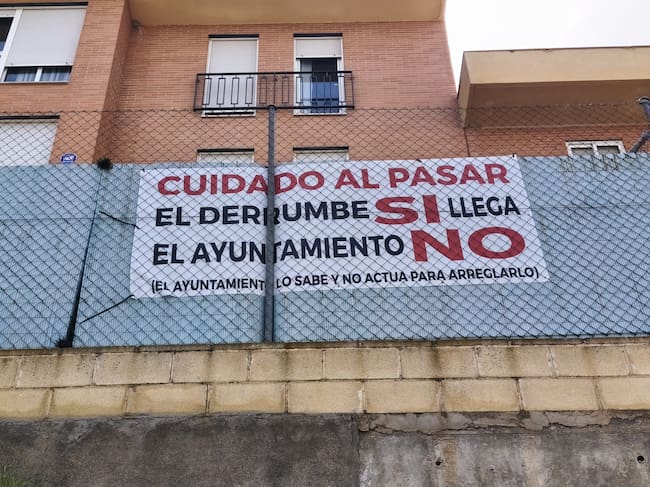 CUIDADO AL PASAR
EL DERRUMBE SI LLEGA
EL AYUNTAMIENTO NO
(EL AYUNTAMIENTO LO SABE Y NO ACTUA PARA ARREGLARLO)